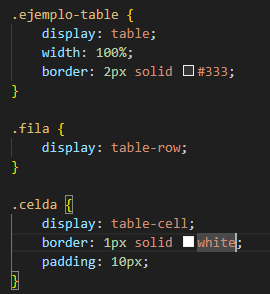 .ejemplo-table {
    display: table;
    width: 100%;
    border: 2px solid #333;
}

.fila {
    display: table-row;
}

.celda {
    display: table-cell;
    border: 1px solid white;
    padding: 10px;
}